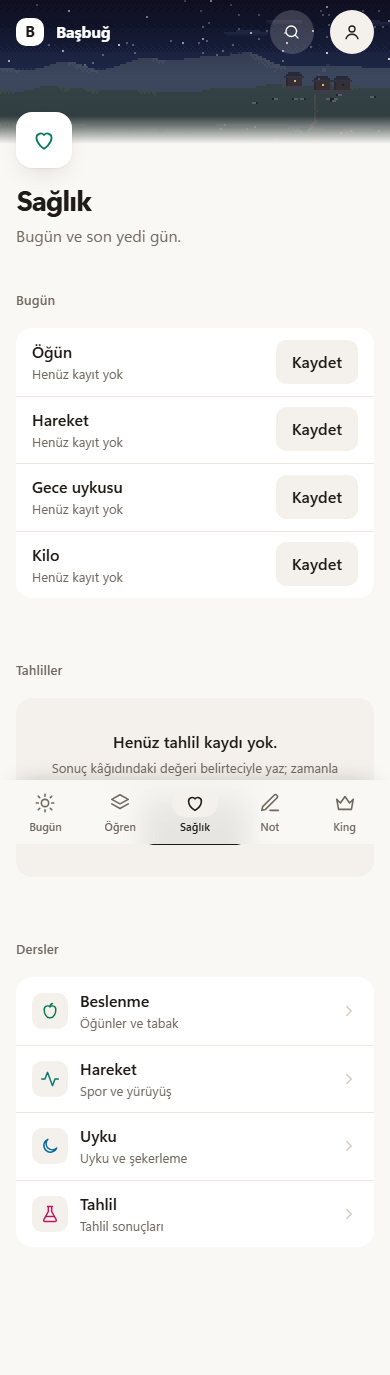 B Başbuğ
Sağlık
Bugün ve son yedi gün.
Bugün
Öğün
Henüz kayıt yok
Kaydet
Hareket
Henüz kayıt yok
Kaydet
Gece uykusu
Henüz kayıt yok
Kaydet
Kilo
Henüz kayıt yok
Kaydet
Tahliller
Henüz tahlil kaydı yok.
Sonuç kâğıdındaki değeri belirteciyle yaz; zamanla
Bugün
Öğren
Sağlık
Not
King
Dersler
Beslenme
Öğünler ve tabak
Hareket
Spor ve yürüyüş
Uyku
Uyku ve şekerleme
Tahlil
Tahlil sonuçları